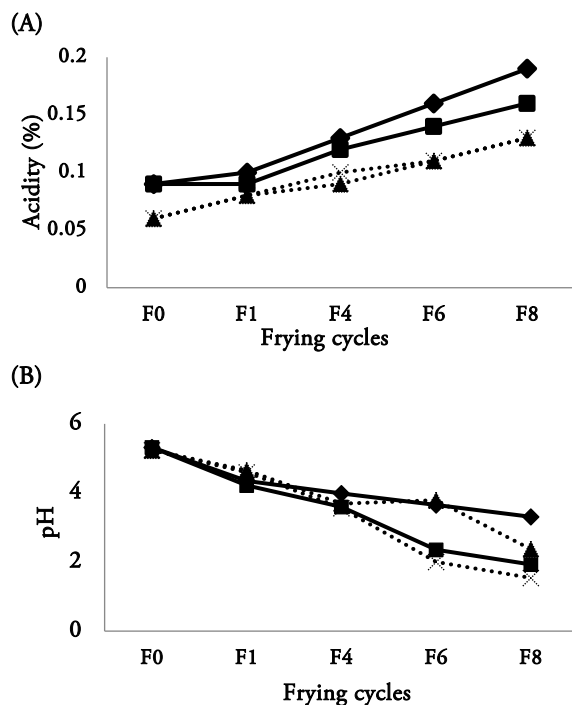 (A)
0.2
0.15
0.1
0.05
0
Acidity (%)
F0 F1 F4 F6 F8
Frying cycles
(B)
6
4
2
0
pH
F0 F1 F4 F6 F8
Frying cycles